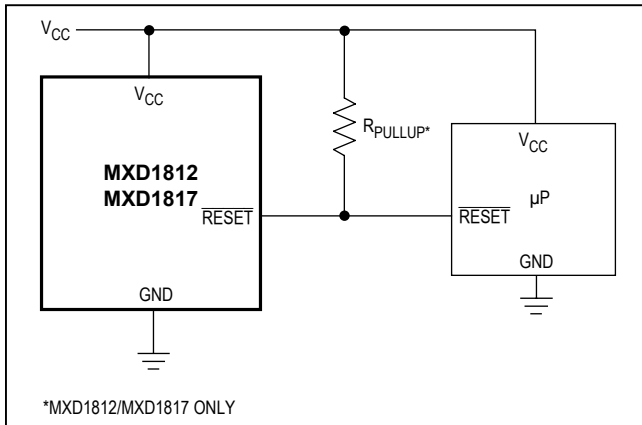 VCC
VCC
RPULLUP*
VCC
MXD1812
MXD1817
µP
RESET
RESET
GND
GND
*MXD1812/MXD1817 ONLY